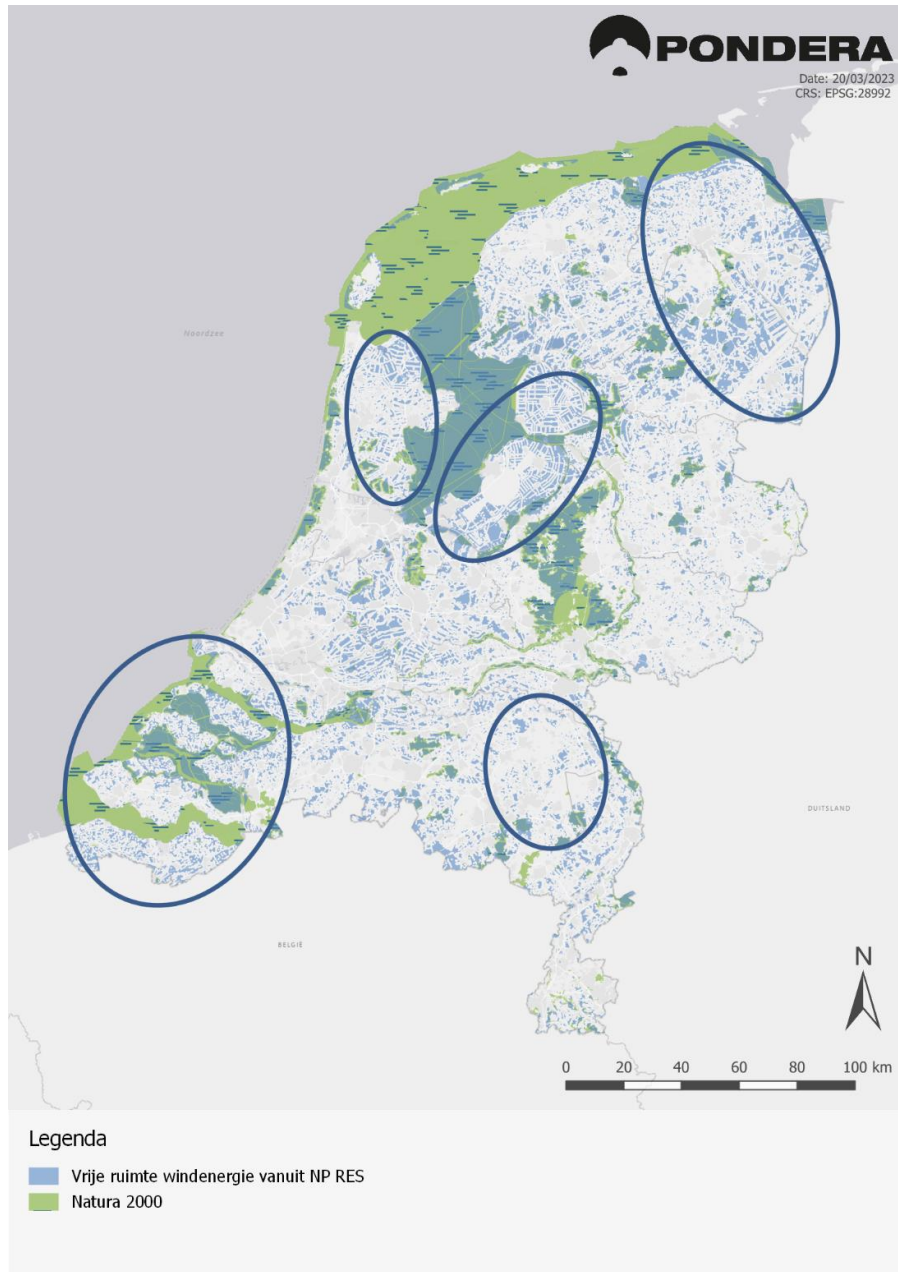 PONDERA
Date: 20/03/2023
CRS: EPSG:28992
Noordzee
DUITSLAND
BELGIË
N
0 20 40 60 80 100 km
Legenda
Vrije ruimte windenergie vanuit NP RES
Natura 2000